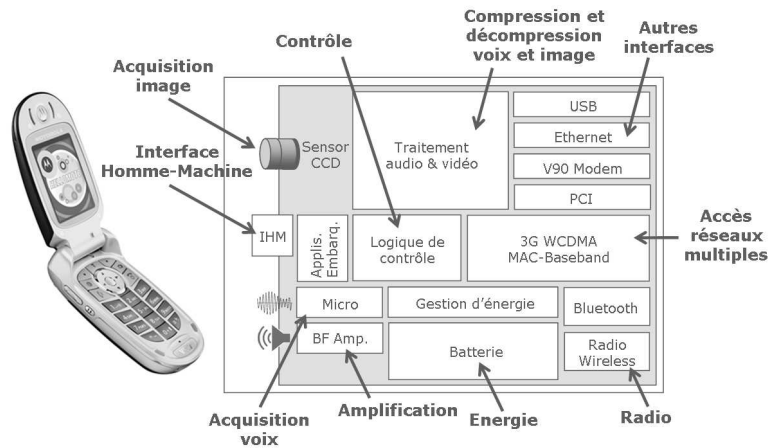 Compression et
décompression
voix et image
Autres
interfaces
Contrôle
Acquisition
image
Interface
Homme-Machine
Sensor
CCD
Traitement
audio & vidéo
USB
Ethernet
V90 Modem
PCI
IHM
Applis.
Embarq.
Logique de
contrôle
3G WCDMA
MAC-Baseband
Accès
réseaux
multiples
Micro
Gestion d'énergie
Bluetooth
BF Amp.
Batterie
Radio
Wireless
Acquisition
voix
Amplification
Energie
Radio